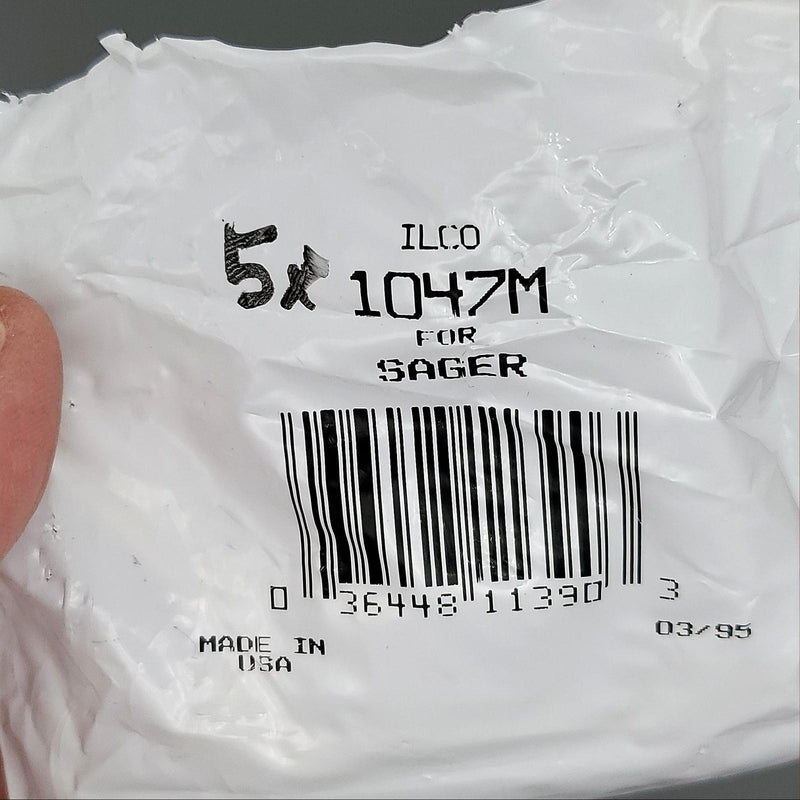 ILCO
5x 1047M
FOR
SAGER
0 36448 11390 3
03/95
MADE IN
USA